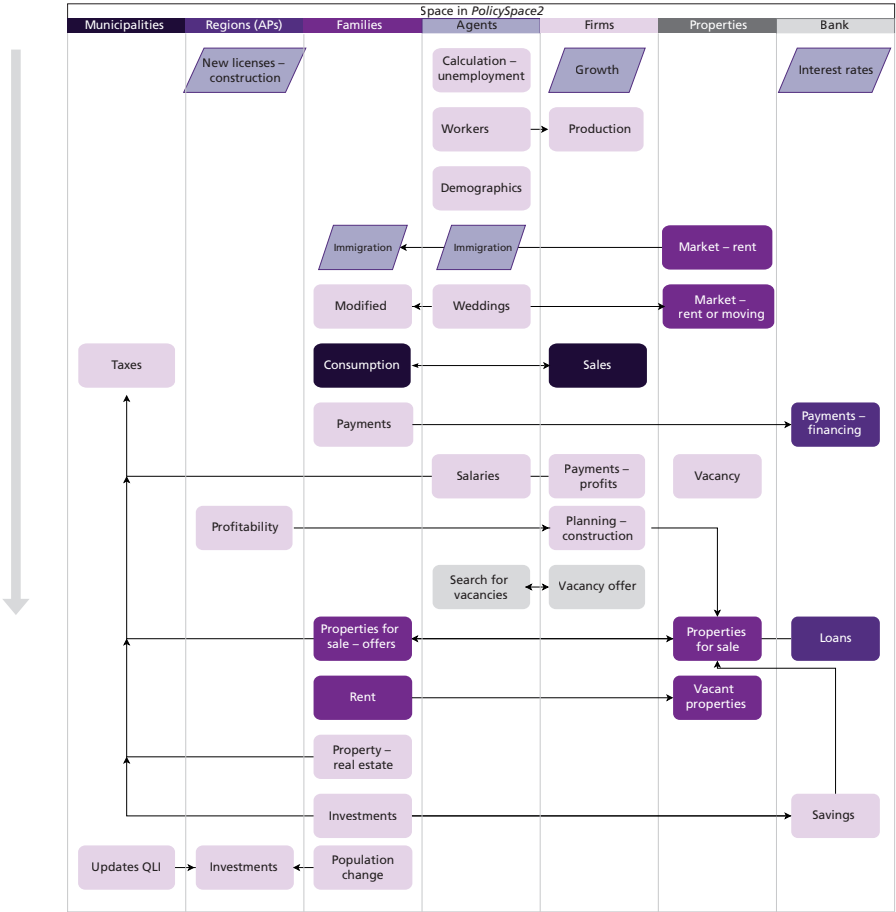 Space in PolicySpace2
Municipalities Regions (APs) Families Agents Firms Properties Bank
New licenses –
construction
Calculation –
unemployment
Growth
Interest rates
Workers
Production
Demographics
Immigration
Immigration
Market – rent
Modified
Weddings
Market –
rent or moving
Taxes
Consumption
Sales
Payments
Payments –
financing
Salaries
Payments –
profits
Vacancy
Profitability
Planning –
construction
Search for
vacancies
Vacancy offer
Properties for
sale – offers
Properties
for sale
Loans
Rent
Vacant
properties
Property –
real estate
Investments
Savings
Updates QLI
Investments
Population
change